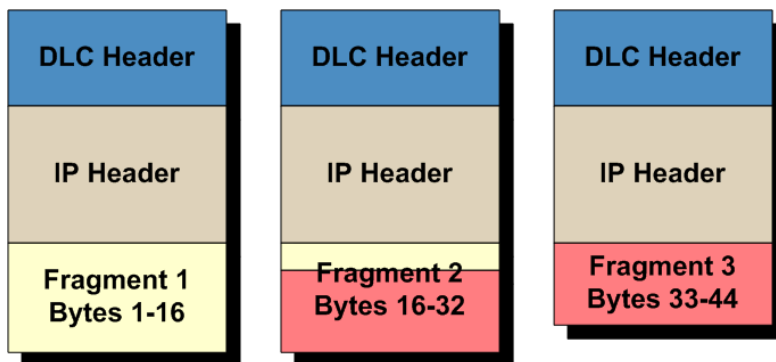 DLC Header
IP Header
Fragment 1
Bytes 1-16
DLC Header
IP Header
Fragment 2
Bytes 16-32
DLC Header
IP Header
Fragment 3
Bytes 33-44